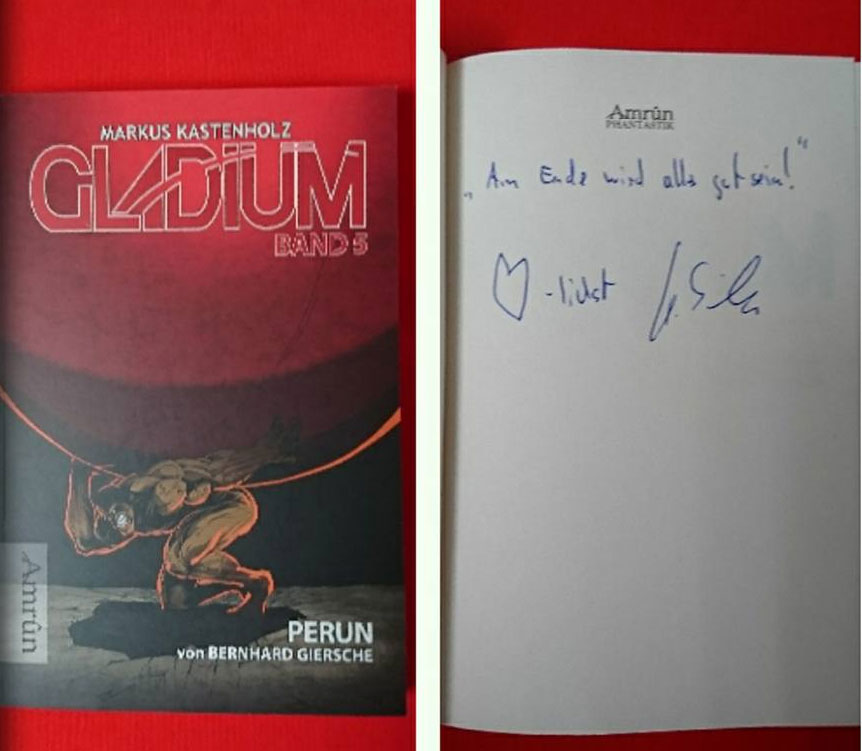 MARKUS KASTENHOLZ
GLADIUM
BAND 5
Amrûn
PERUN
von BERNHARD GIERSCHE
Amrûn
PHANTASTIK
„Am Ende wird alles gut sein!“
-lichst